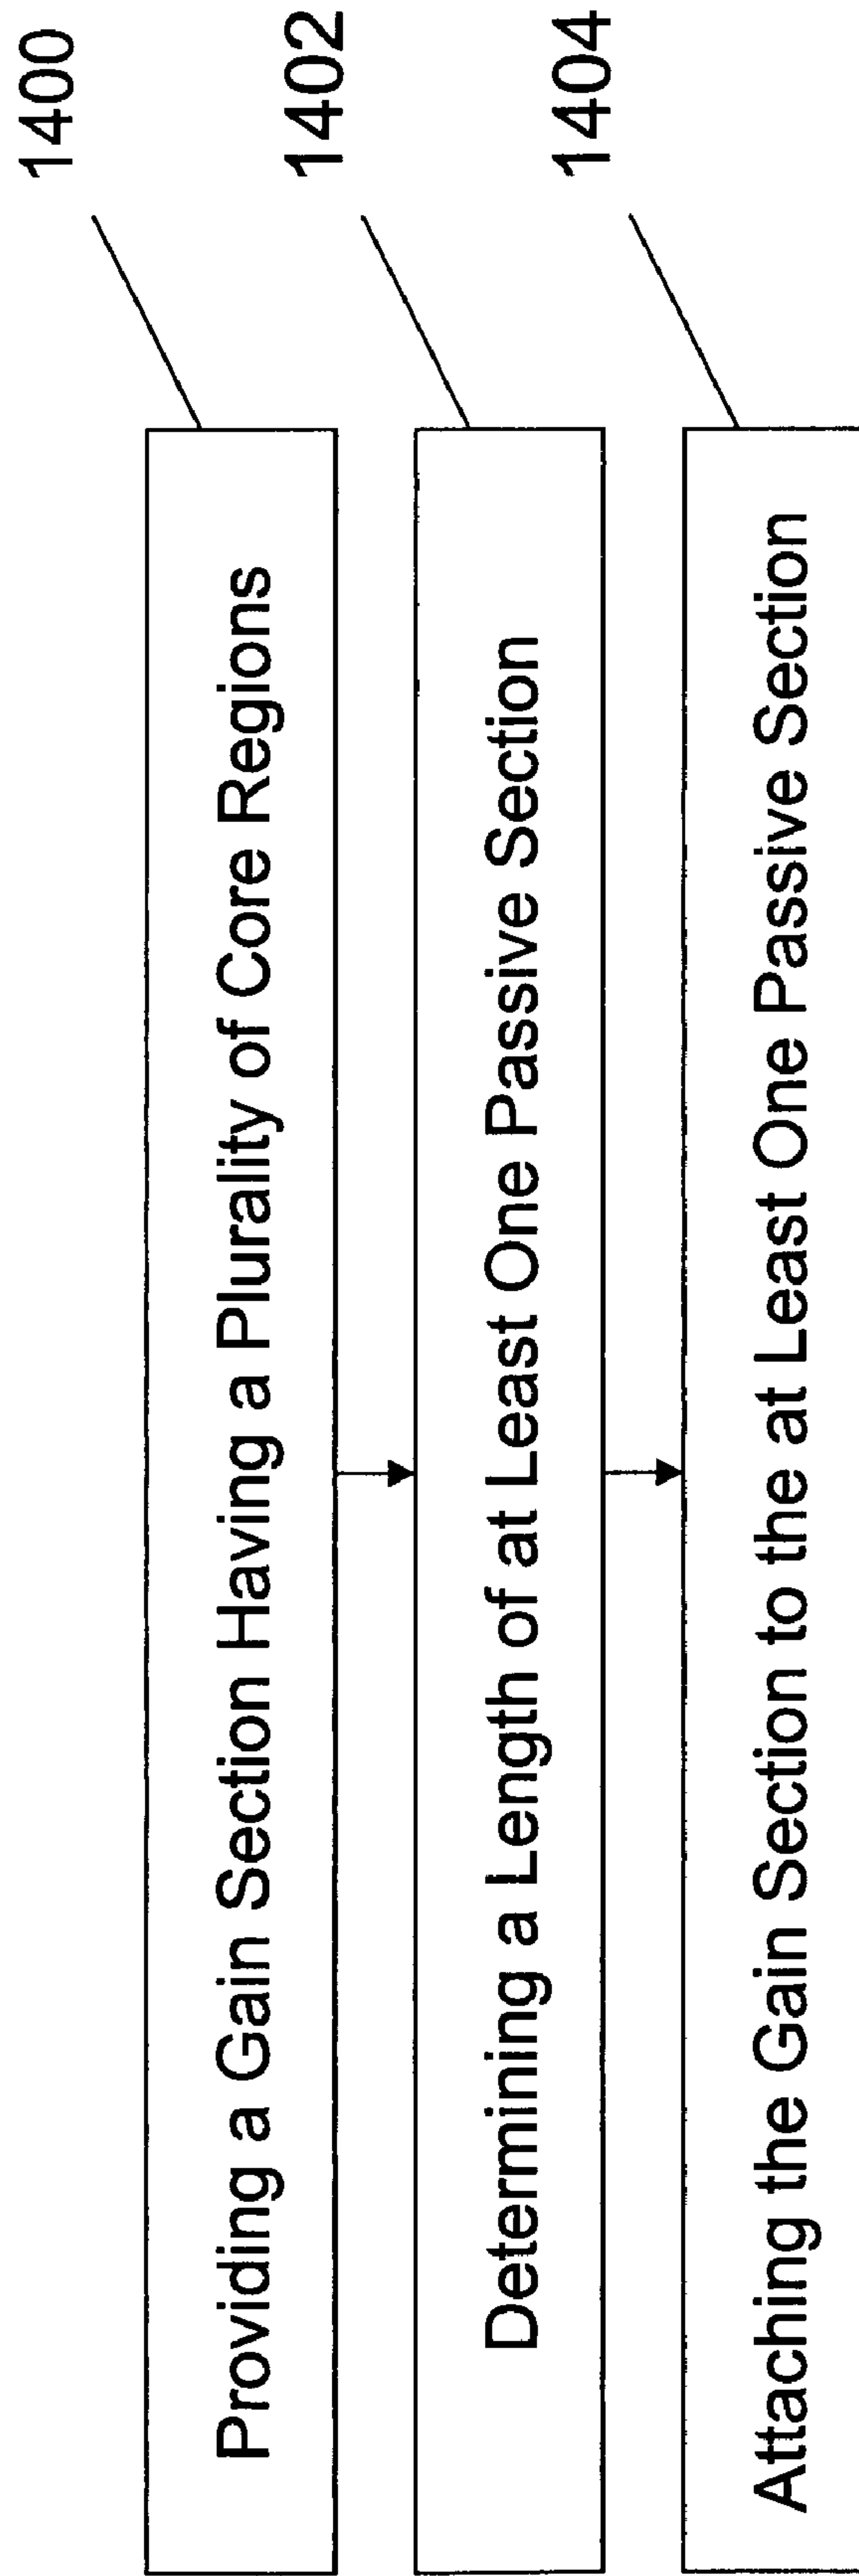 1400
Providing a Gain Section Having a Plurality of Core Regions
1402
Determining a Length of at Least One Passive Section
1404
Attaching the Gain Section to the at Least One Passive Section